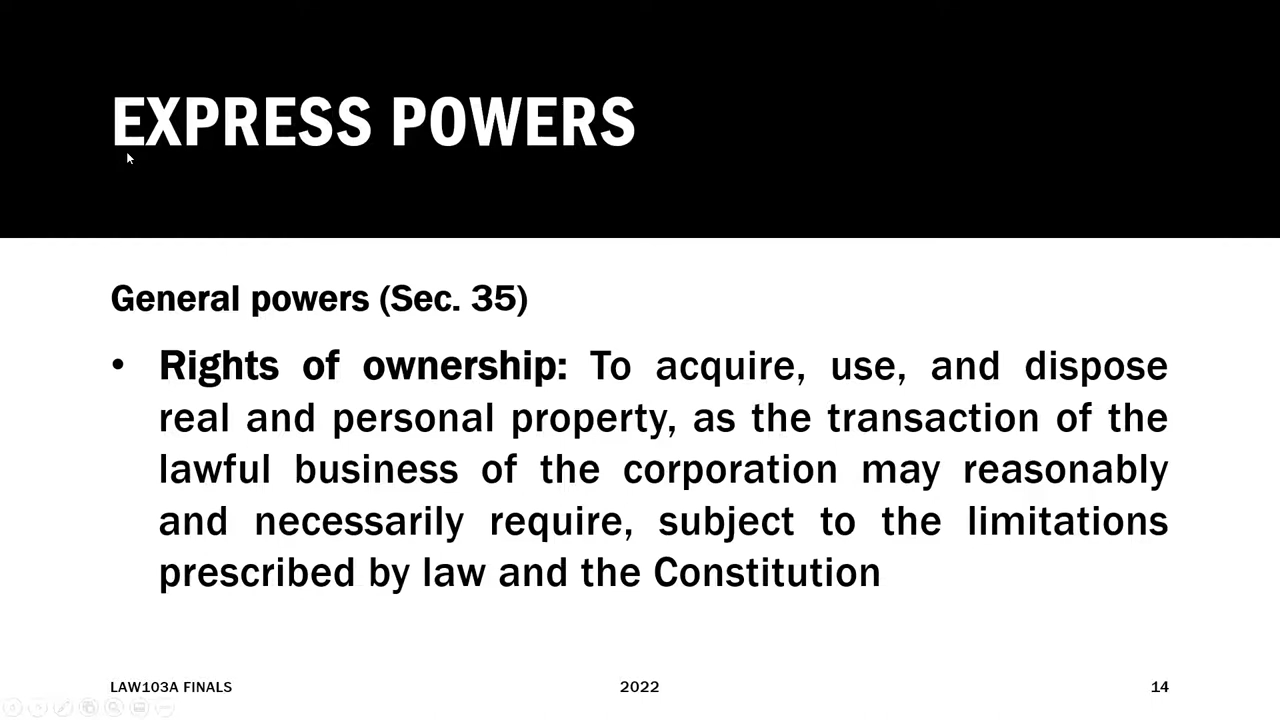 EXPRESS POWERS
General powers (Sec. 35)
• Rights of ownership: To acquire, use, and dispose
real and personal property, as the transaction of the
lawful business of the corporation may reasonably
and necessarily require, subject to the limitations
prescribed by law and the Constitution
LAW103A FINALS
2022
14